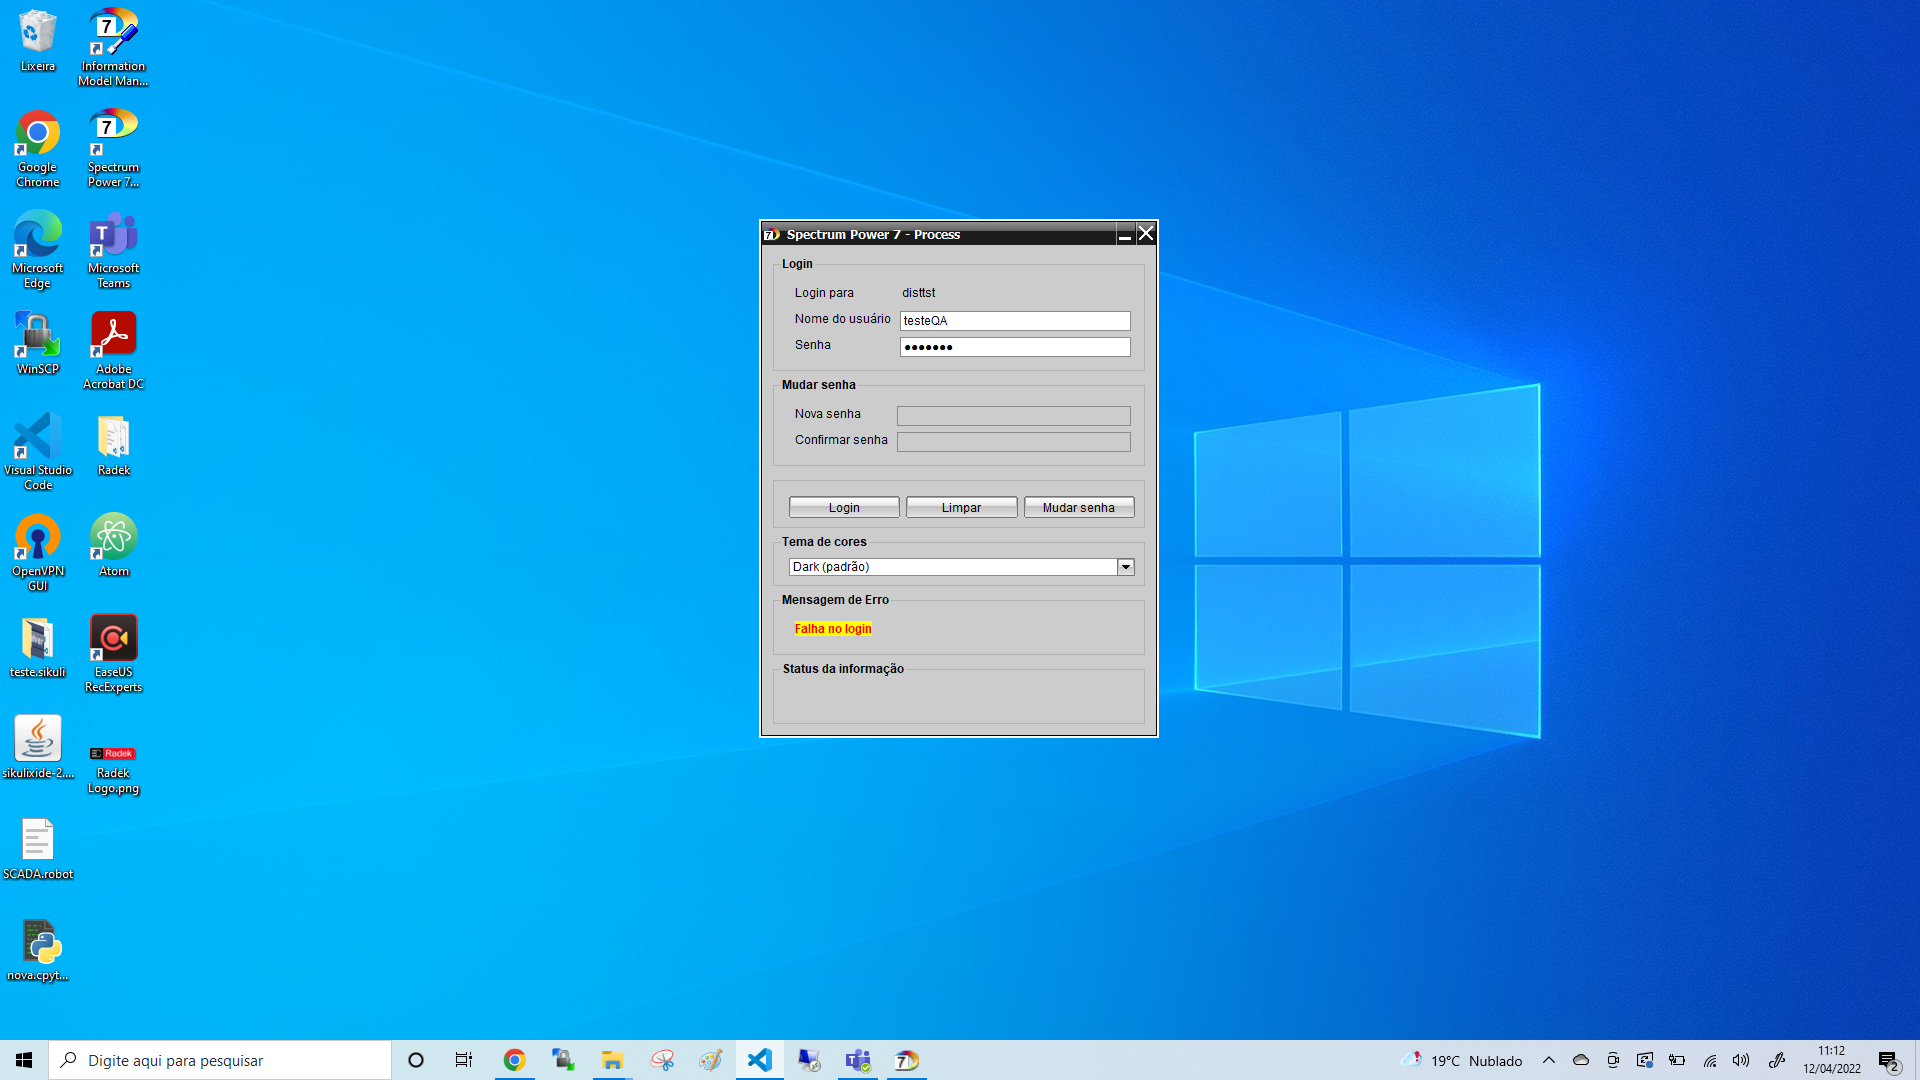 Lixeira
Information
Model Man...
Google
Chrome
Spectrum
Power 7...
Microsoft
Edge
Microsoft
Teams
WinSCP
Adobe
Acrobat DC
Visual Studio
Code
Radek
OpenVPN
GUI
Atom
teste.sikuli
EaseUS
RecExperts
sikulixide-2....
Radek
Radek
Logo.png
SCADA.robot
nova.cpyt...
Spectrum Power 7 - Process
Login
Login para disttst
Nome do usuário testeQA
Senha ●●●●●●●
Mudar senha
Nova senha
Confirmar senha
Login Limpar Mudar senha
Tema de cores
Dark (padrão)
Mensagem de Erro
Falha no login
Status da informação
Digite aqui para pesquisar
19°C Nublado
11:12
12/04/2022
2